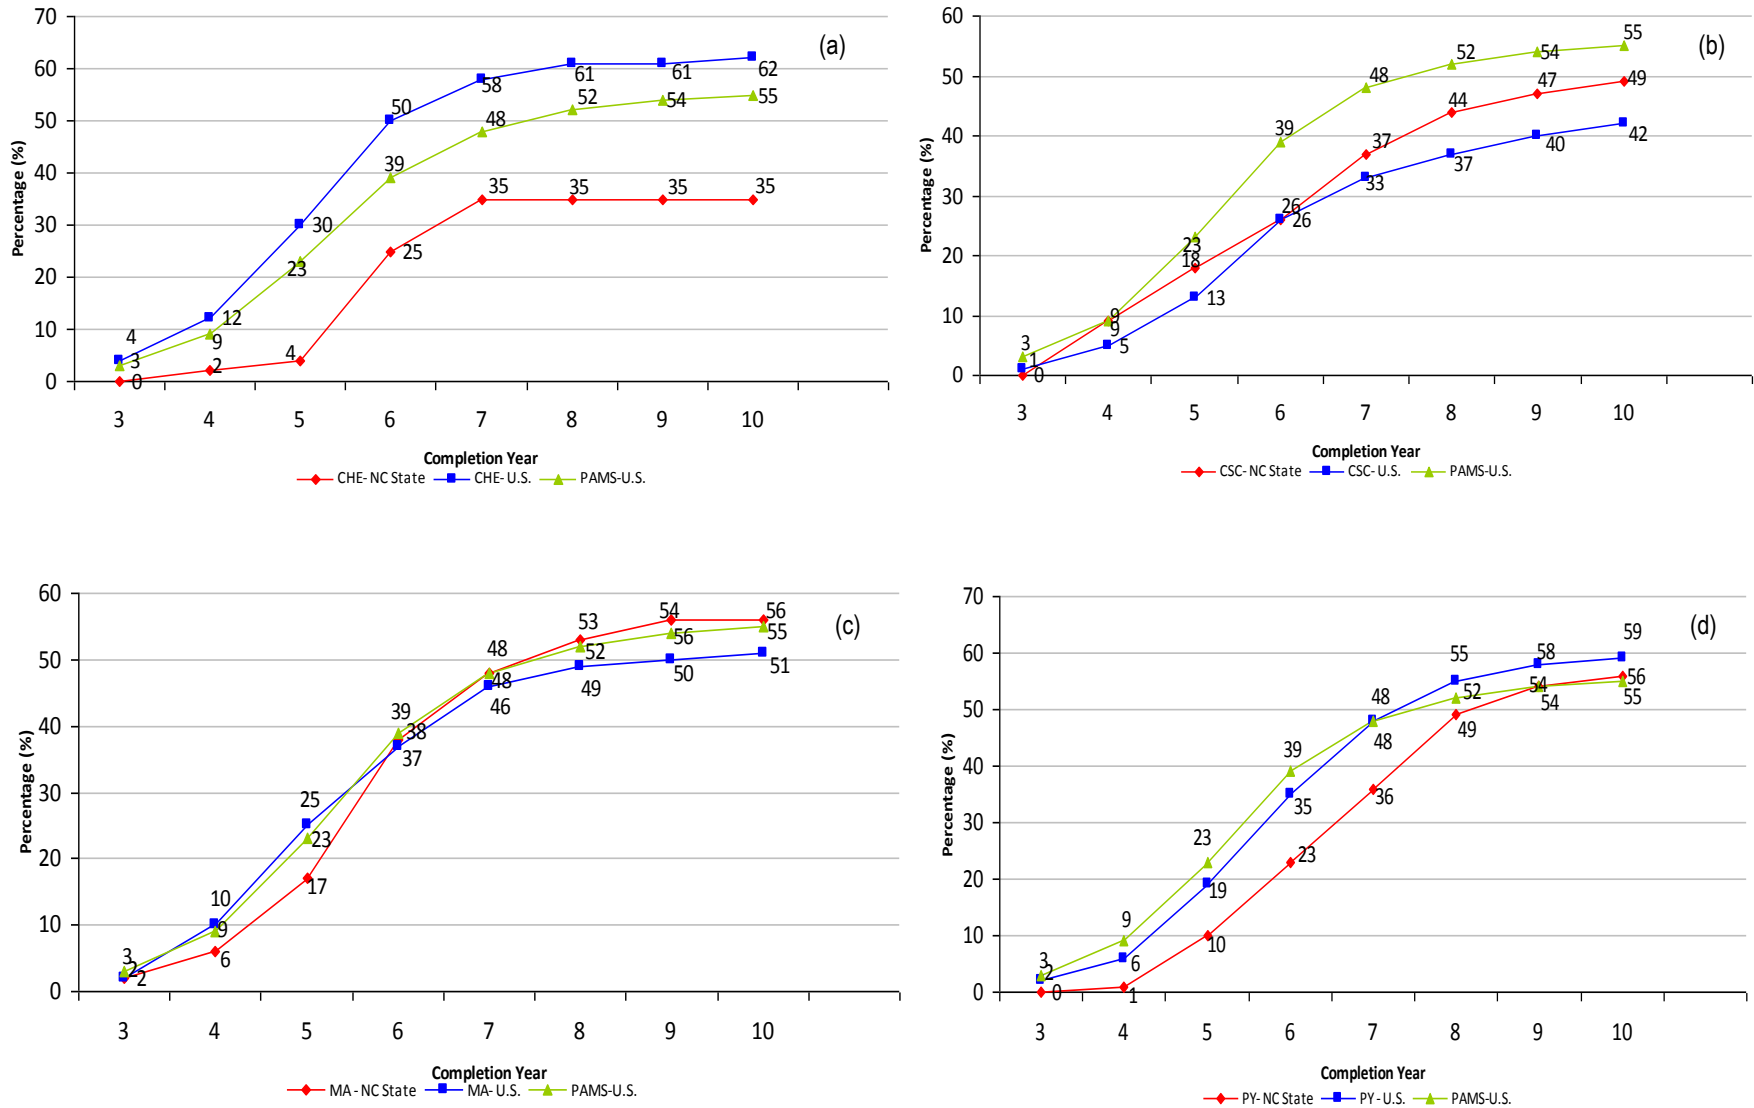 (a)
Percentage (%)
70
60
50
40
30
20
10
0
4 12 30 50 58 61 61 62
3 9 23 39 48 52 54 55
0 2 4 25 35 35 35 35
3 4 5 6 7 8 9 10
Completion Year
CHE- NC State CHE- U.S. PAMS-U.S.
(b)
Percentage (%)
60
50
40
30
20
10
0
3 9 23 39 48 52 54 55
0 9 18 26 37 44 47 49
1 5 13 26 33 37 40 42
3 4 5 6 7 8 9 10
Completion Year
CSC- NC State CSC- U.S. PAMS-U.S.
(c)
Percentage (%)
60
50
40
30
20
10
0
3 9 23 39 48 52 54 55
2 6 17 38 48 53 56 56
2 10 25 37 46 49 50 51
3 4 5 6 7 8 9 10
Completion Year
MA - NC State MA- U.S. PAMS-U.S.
(d)
Percentage (%)
70
60
50
40
30
20
10
0
3 9 23 39 48 52 54 55
2 6 19 35 48 55 58 59
0 1 10 23 36 49 54 56
3 4 5 6 7 8 9 10
Completion Year
PY- NC State PY - U.S. PAMS-U.S.